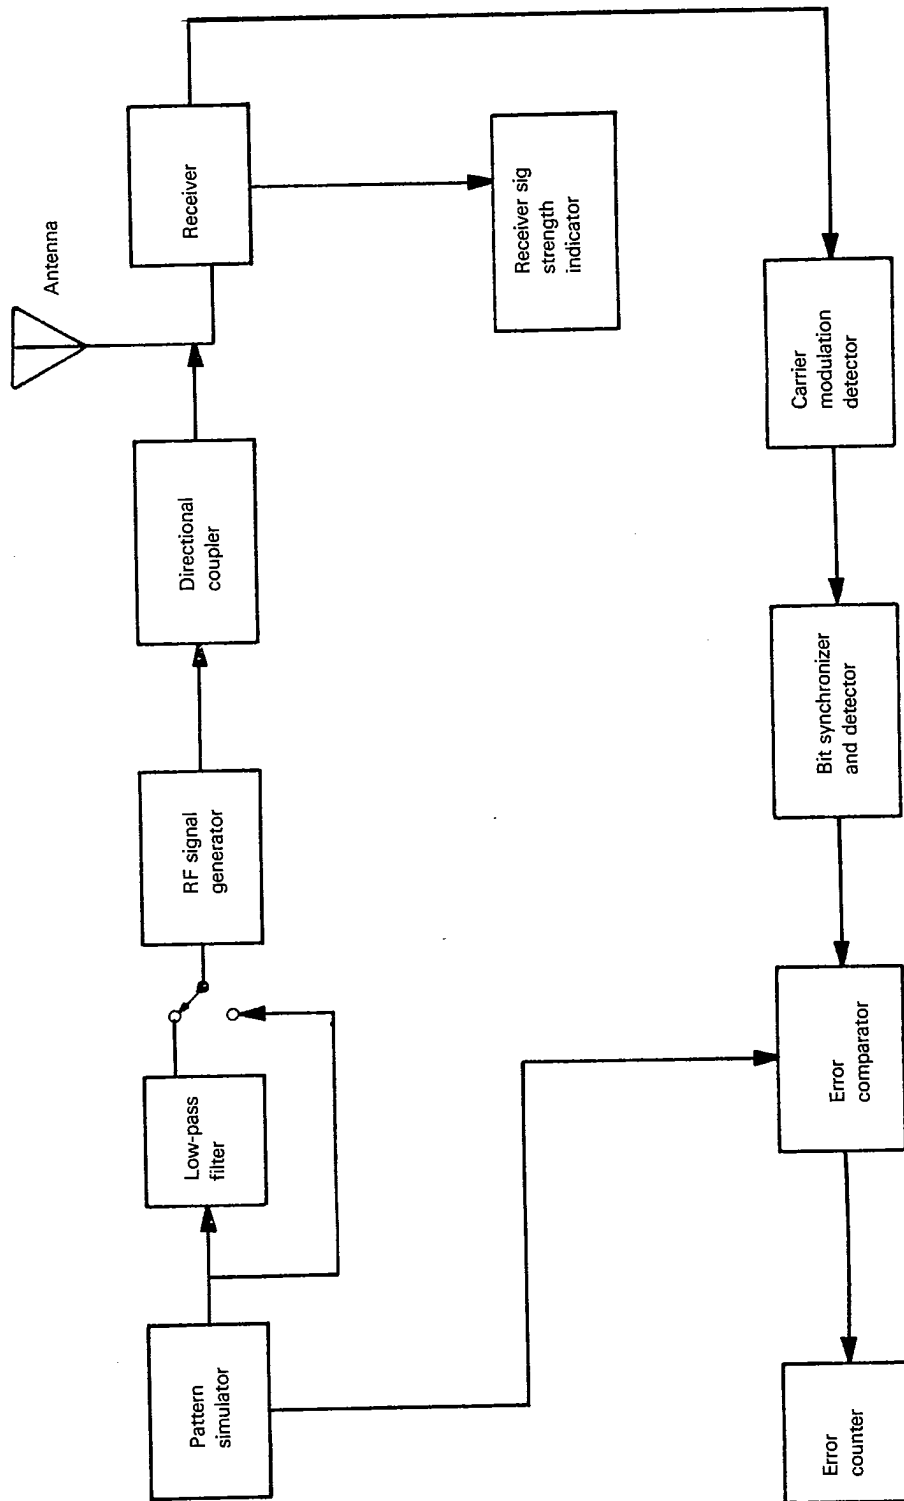 Pattern
simulator
Low-pass
filter
RF signal
generator
Directional
coupler
Antenna
Receiver
Receiver sig
strength
indicator
Error
counter
Error
comparator
Bit synchronizer
and detector
Carrier
modulation
detector